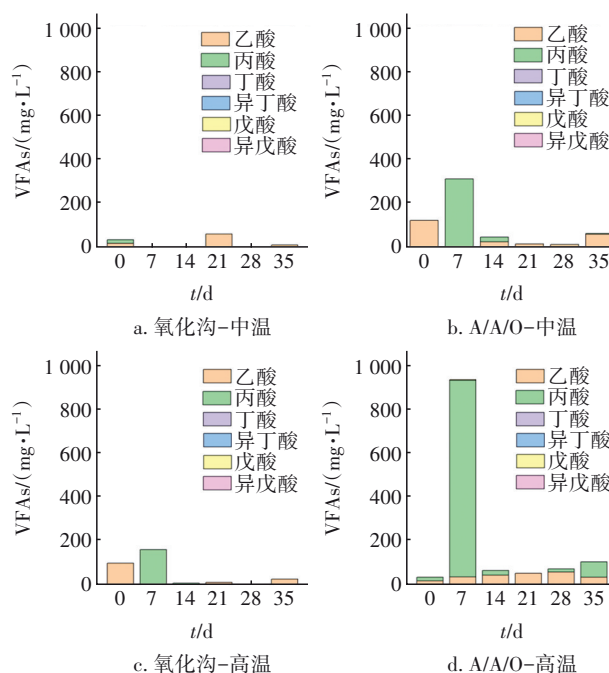 1 000
800
600
400
200
0
VFAs/(mg·L⁻¹)
乙酸
丙酸
丁酸
异丁酸
戊酸
异戊酸
0 7 14 21 28 35
t/d
a. 氧化沟-中温
1 000
800
600
400
200
0
VFAs/(mg·L⁻¹)
乙酸
丙酸
丁酸
异丁酸
戊酸
异戊酸
0 7 14 21 28 35
t/d
b. A/A/O-中温
1 000
800
600
400
200
0
VFAs/(mg·L⁻¹)
乙酸
丙酸
丁酸
异丁酸
戊酸
异戊酸
0 7 14 21 28 35
t/d
c. 氧化沟-高温
1 000
800
600
400
200
0
VFAs/(mg·L⁻¹)
乙酸
丙酸
丁酸
异丁酸
戊酸
异戊酸
0 7 14 21 28 35
t/d
d. A/A/O-高温